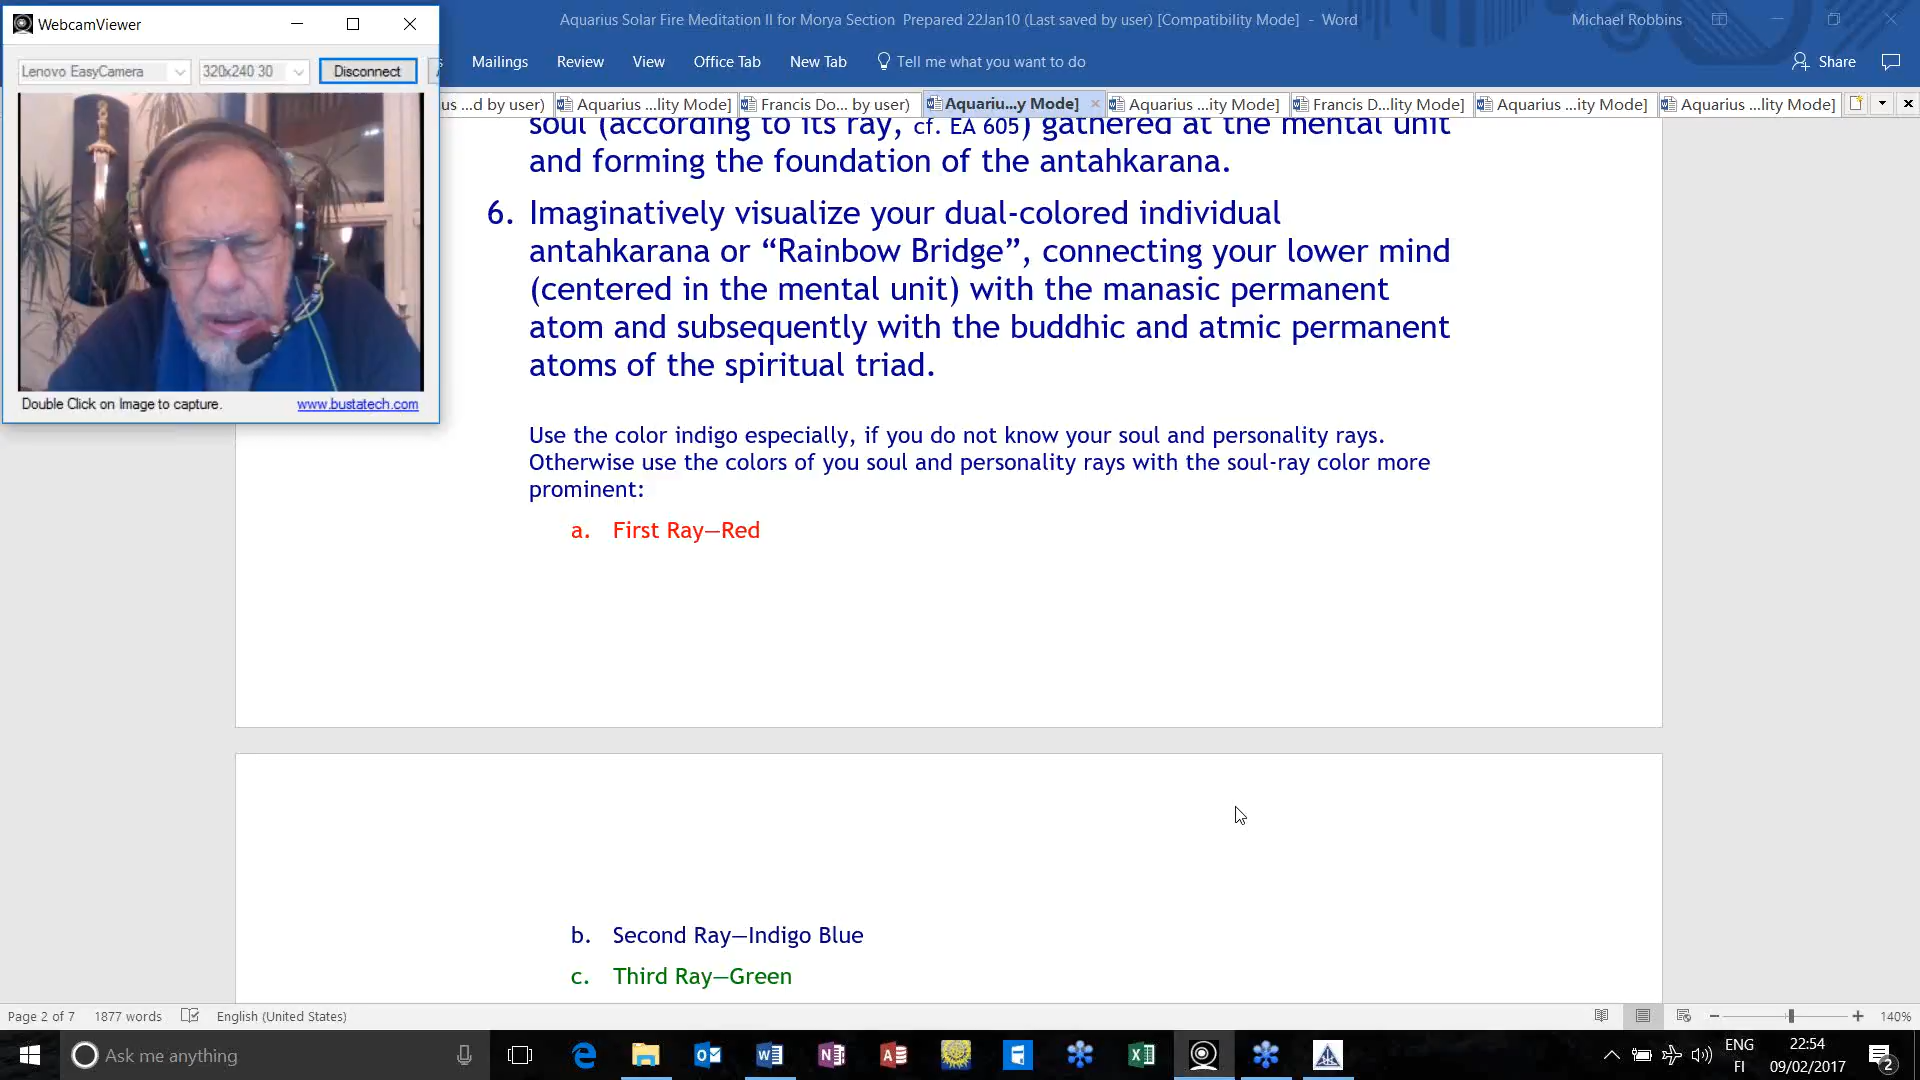 WebcamViewer
Lenovo EasyCamera
320x240 30
Disconnect
Double Click on Image to capture.
www.bustatech.com
Aquarius Solar Fire Meditation II for Morya Section  Prepared 22Jan10 (Last saved by user) [Compatibility Mode]  -  Word
Michael Robbins
s
Mailings
Review
View
Office Tab
New Tab
Tell me what you want to do
Share
us ...d by user)
Aquarius ...lity Mode]
Francis Do... by user)
Aquariu...y Mode]
Aquarius ...ity Mode]
Francis D...lity Mode]
Aquarius ...ity Mode]
Aquarius ...lity Mode]
soul (according to its ray, cf. EA 605) gathered at the mental unit
and forming the foundation of the antahkarana.
6. Imaginatively visualize your dual-colored individual
antahkarana or “Rainbow Bridge”, connecting your lower mind
(centered in the mental unit) with the manasic permanent
atom and subsequently with the buddhic and atmic permanent
atoms of the spiritual triad.
Use the color indigo especially, if you do not know your soul and personality rays.
Otherwise use the colors of you soul and personality rays with the soul-ray color more
prominent:
a. First Ray—Red
b. Second Ray—Indigo Blue
c. Third Ray—Green
Page 2 of 7
1877 words
English (United States)
140%
Ask me anything
ENG
FI
22:54
09/02/2017
2